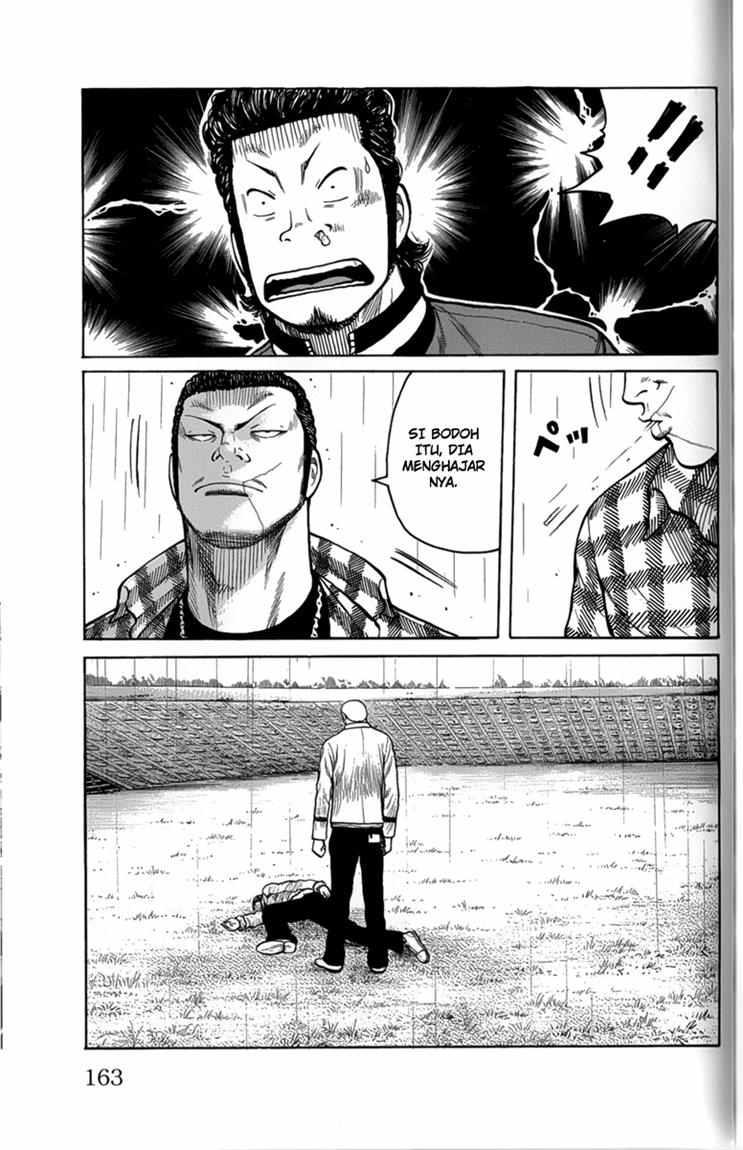 !!
ペッ
SI BODOH
ITU, DIA
MENGHAJAR
NYA.
163